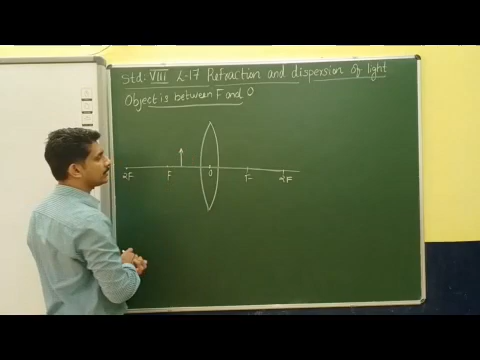 Std: VIII L-17 Refraction and dispersion of light
Object is between F and O
2F F O F 2F